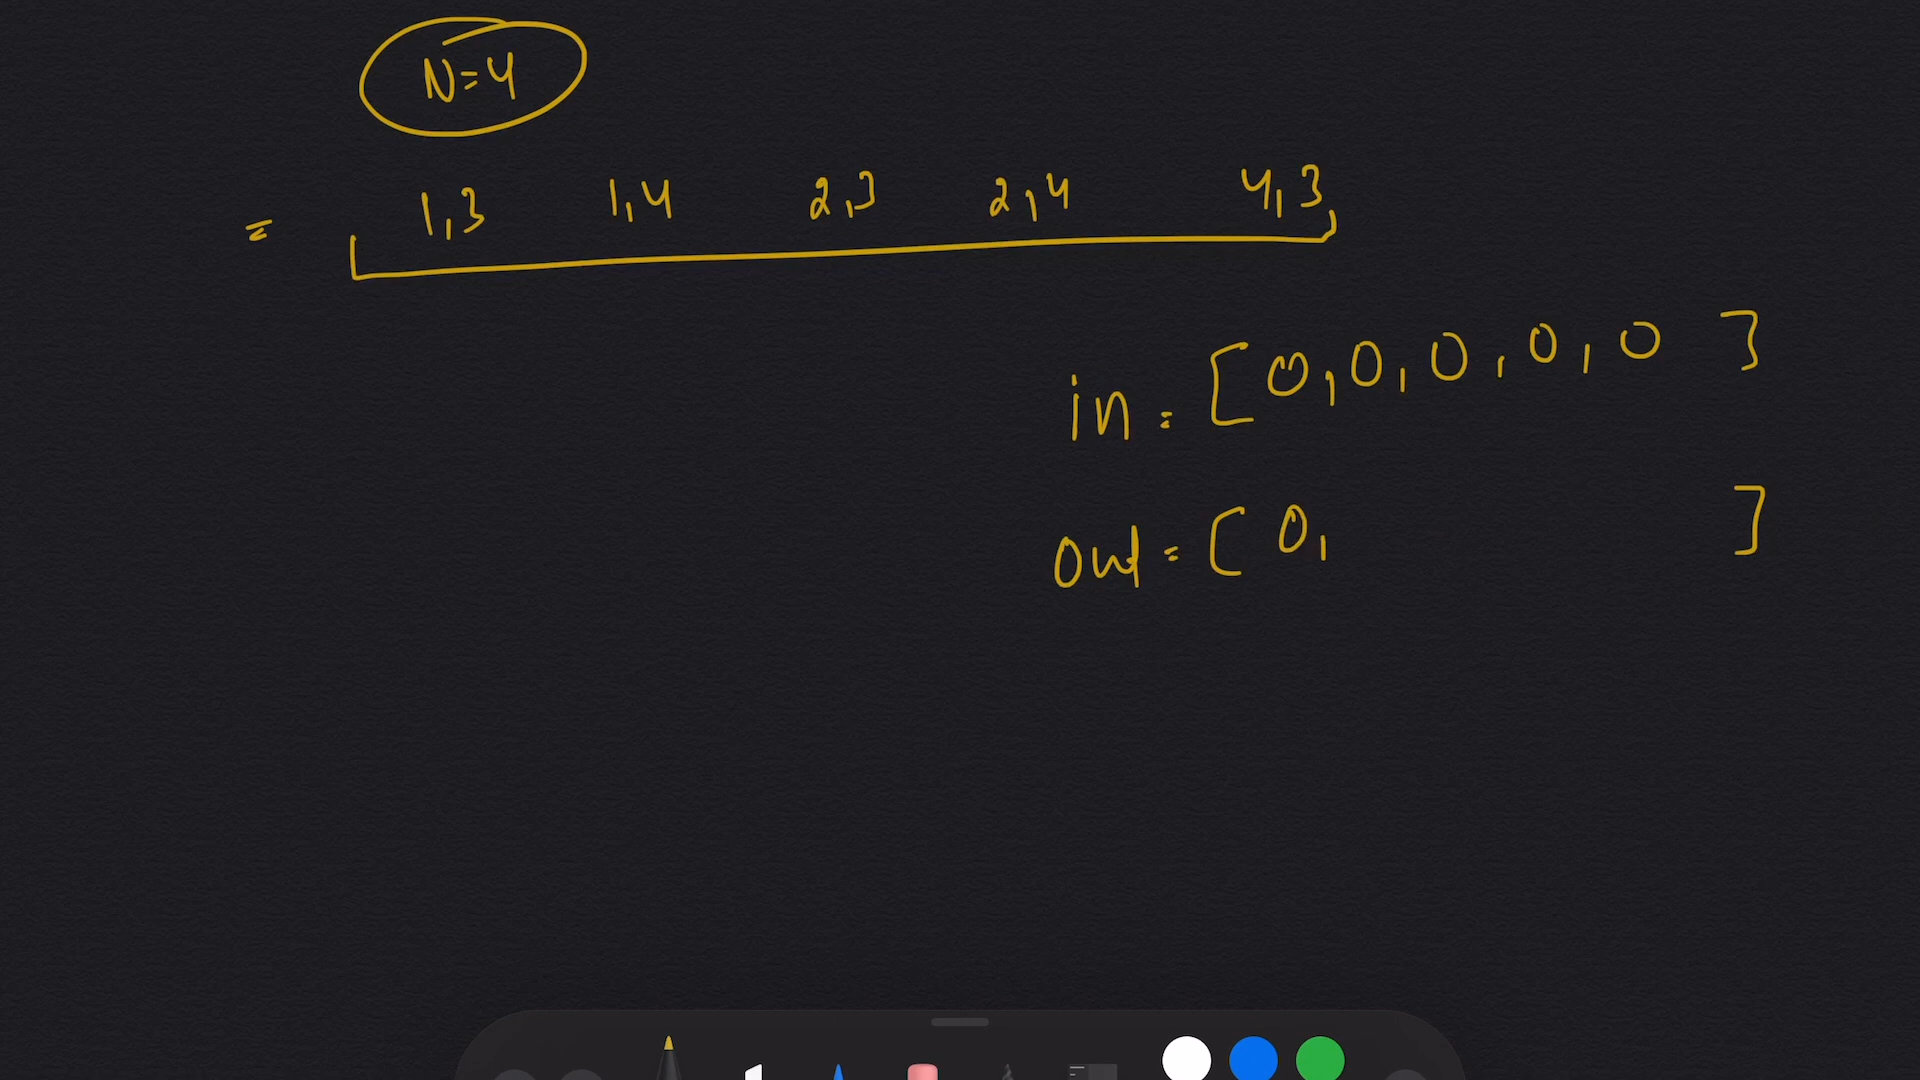 N=4
= 1,3 1,4 2,3 2,4 4,3,
in = [0,0,0,0,0 ]
out = [ 0, ]